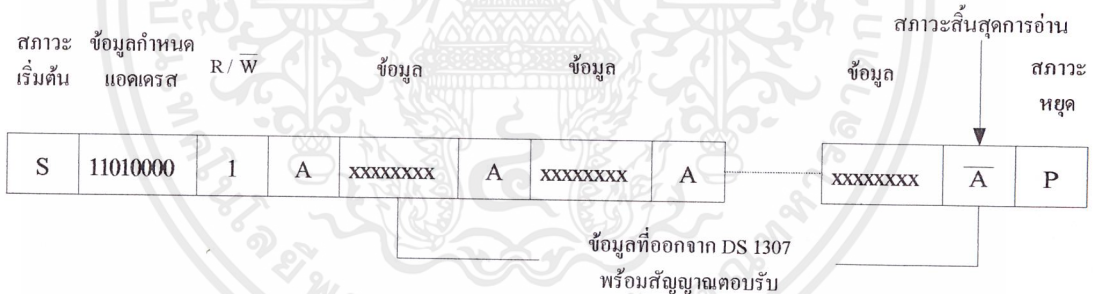 สภาวะสิ้นสุดการอ่าน
สภาวะ ข้อมูลกำหนด R / W̅ ข้อมูล ข้อมูล ข้อมูล สภาวะ
เริ่มต้น แอดเดรส หยุด
S 11010000 1 A xxxxxxxx A xxxxxxxx A xxxxxxxx A̅ P
ข้อมูลที่ออกจาก DS 1307
พร้อมสัญญาณตอบรับ